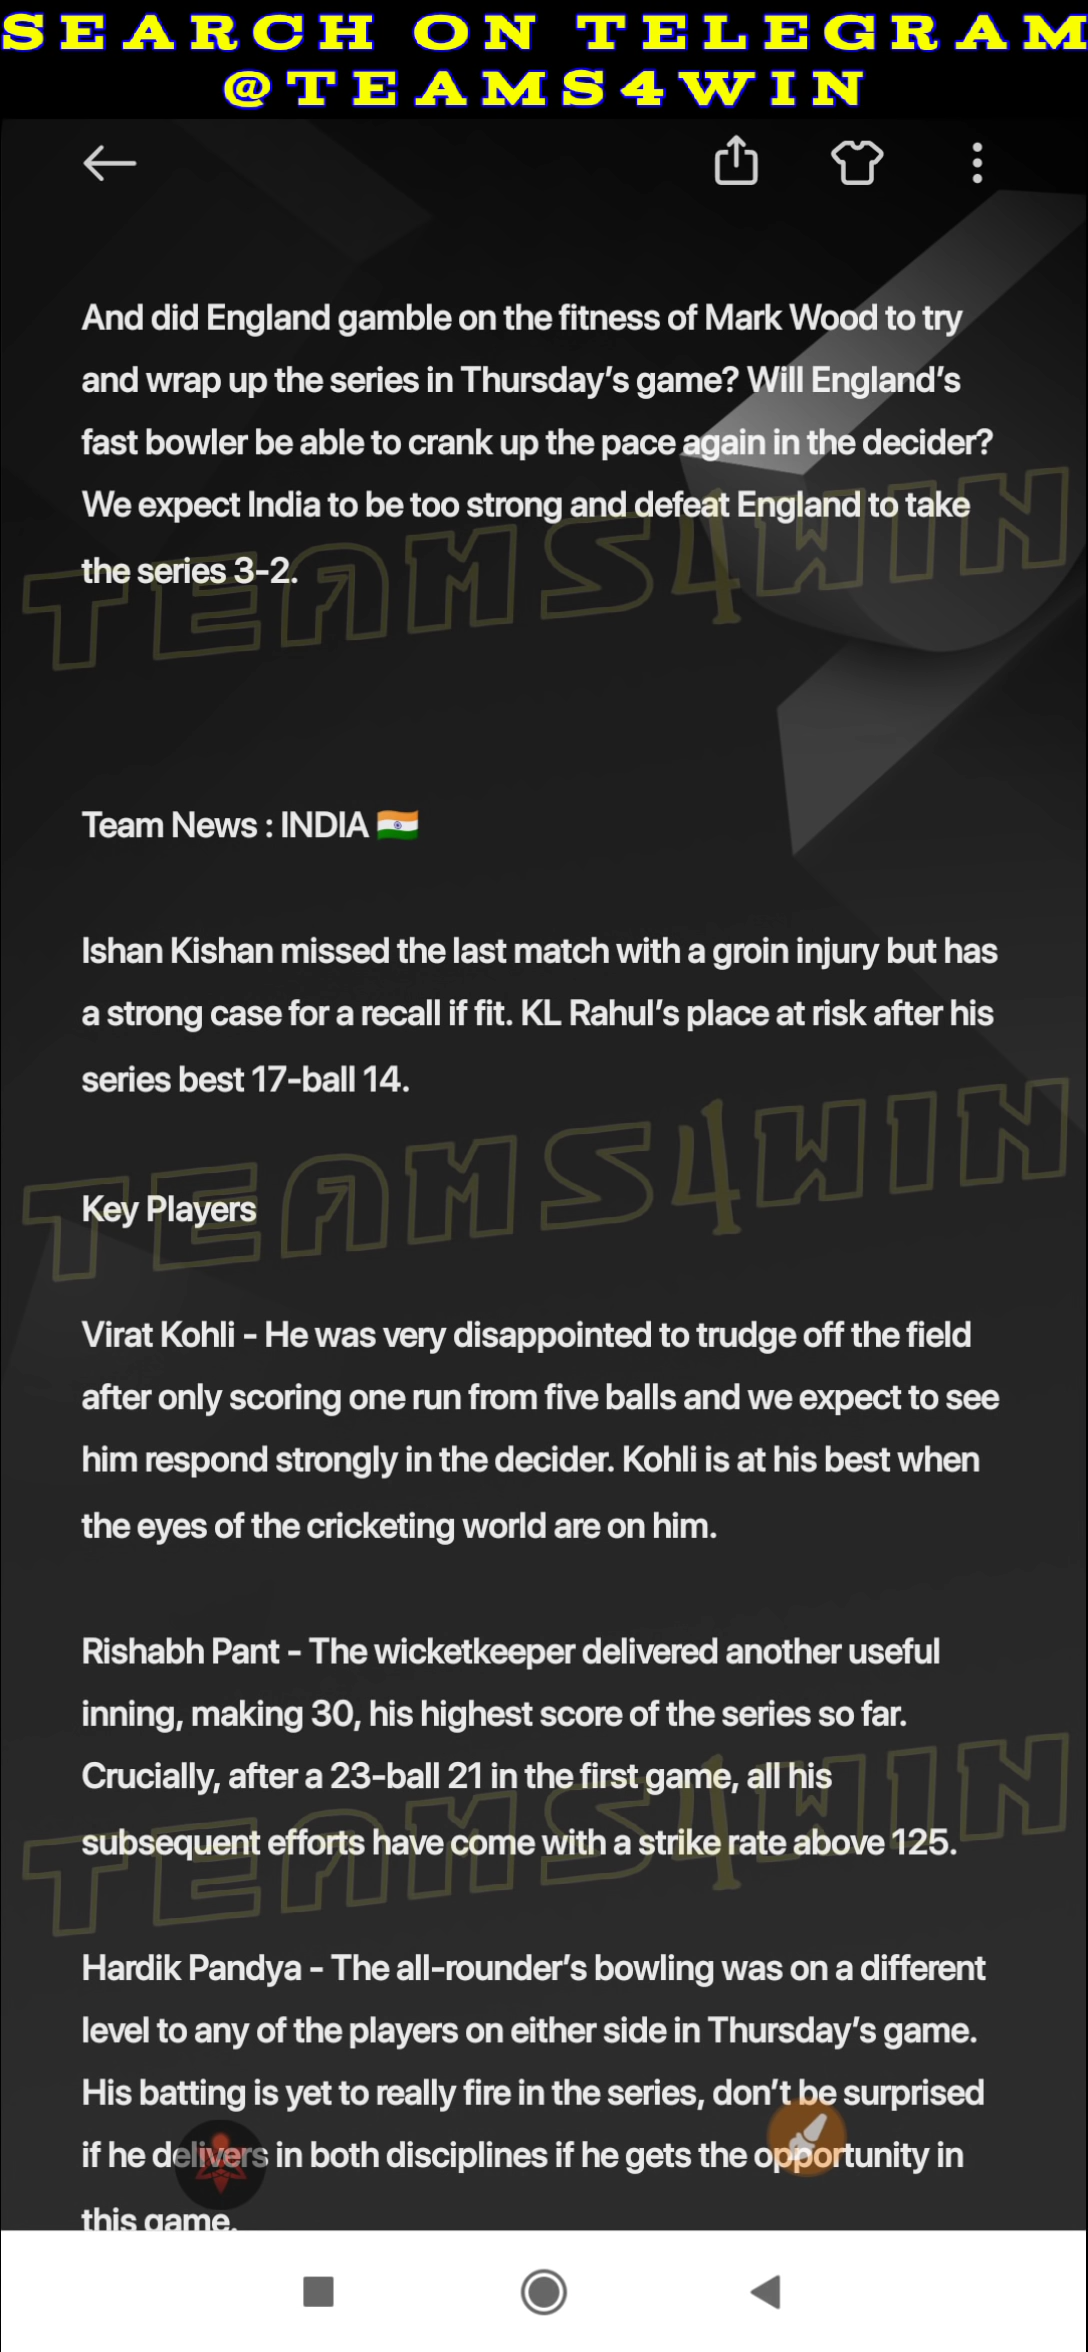 SEARCH ON TELEGRAM
@TEAMS4WIN
And did England gamble on the fitness of Mark Wood to try
and wrap up the series in Thursday’s game? Will England’s
fast bowler be able to crank up the pace again in the decider?
We expect India to be too strong and defeat England to take
the series 3-2.
TEAMS4WIN
Team News : INDIA 🇮🇳
Ishan Kishan missed the last match with a groin injury but has
a strong case for a recall if fit. KL Rahul’s place at risk after his
series best 17-ball 14.
TEAMS4WIN
Key Players
Virat Kohli - He was very disappointed to trudge off the field
after only scoring one run from five balls and we expect to see
him respond strongly in the decider. Kohli is at his best when
the eyes of the cricketing world are on him.
Rishabh Pant - The wicketkeeper delivered another useful
inning, making 30, his highest score of the series so far.
Crucially, after a 23-ball 21 in the first game, all his
subsequent efforts have come with a strike rate above 125.
TEAMS4WIN
Hardik Pandya - The all-rounder’s bowling was on a different
level to any of the players on either side in Thursday’s game.
His batting is yet to really fire in the series, don’t be surprised
if he delivers in both disciplines if he gets the opportunity in
this game.